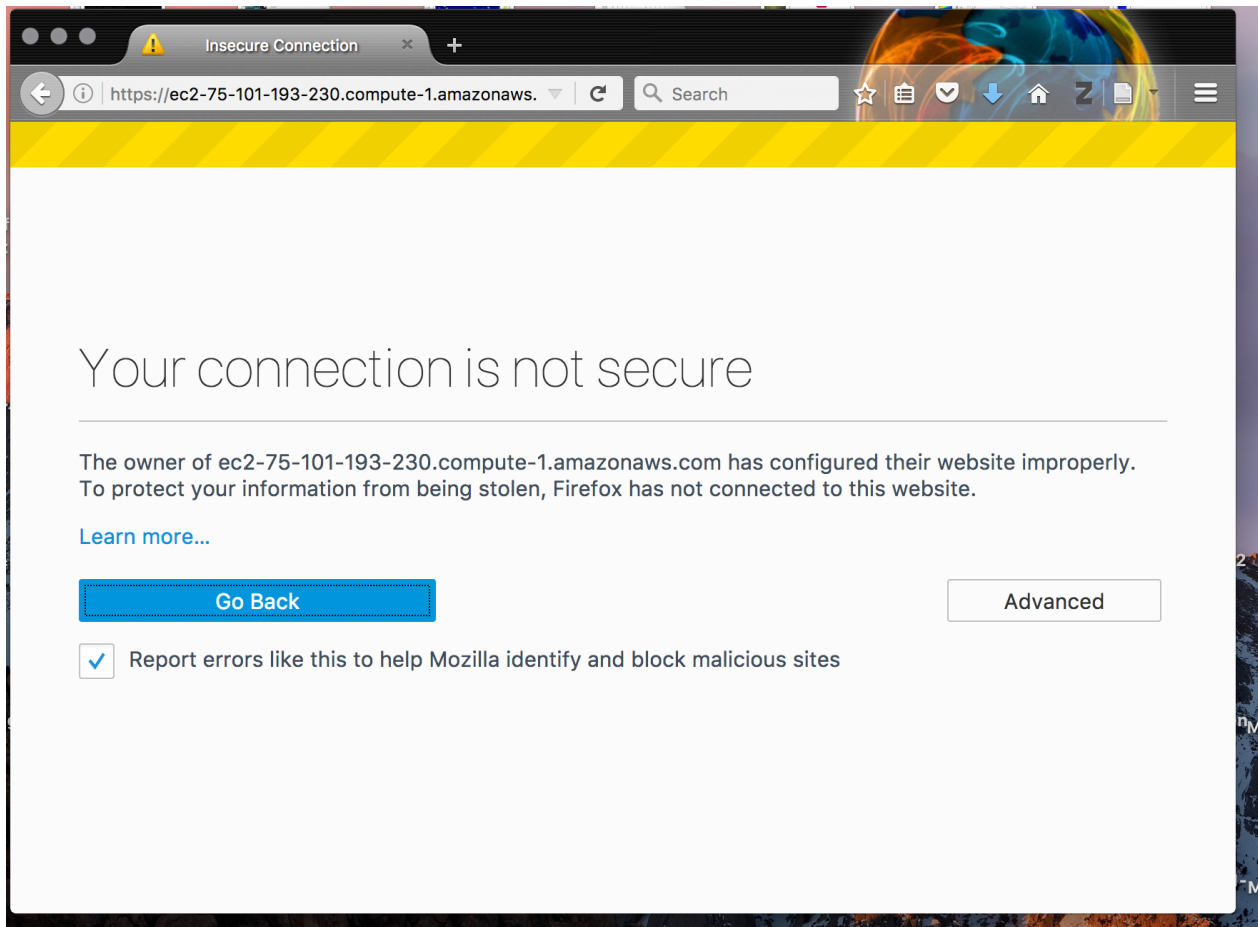 Insecure Connection
https://ec2-75-101-193-230.compute-1.amazonaws.
Search
Your connection is not secure
The owner of ec2-75-101-193-230.compute-1.amazonaws.com has configured their website improperly.
To protect your information from being stolen, Firefox has not connected to this website.
Learn more...
Go Back
Advanced
Report errors like this to help Mozilla identify and block malicious sites